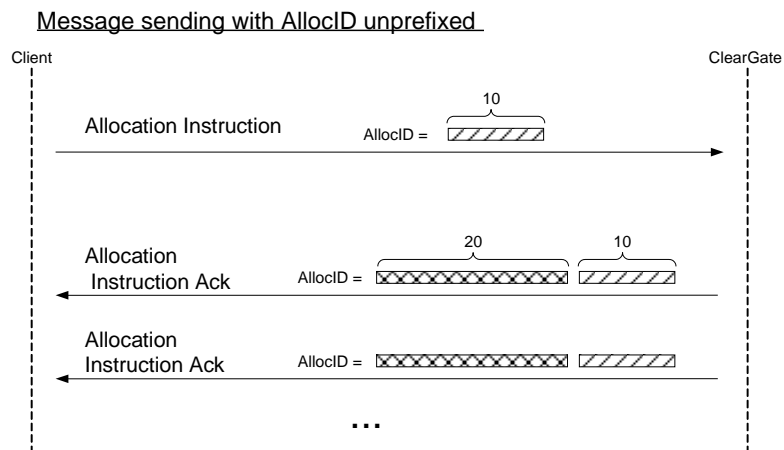 Message sending with AllocID unprefixed
Client
ClearGate
10
Allocation Instruction
AllocID =
20
10
Allocation
Instruction Ack
AllocID =
Allocation
Instruction Ack
AllocID =
...